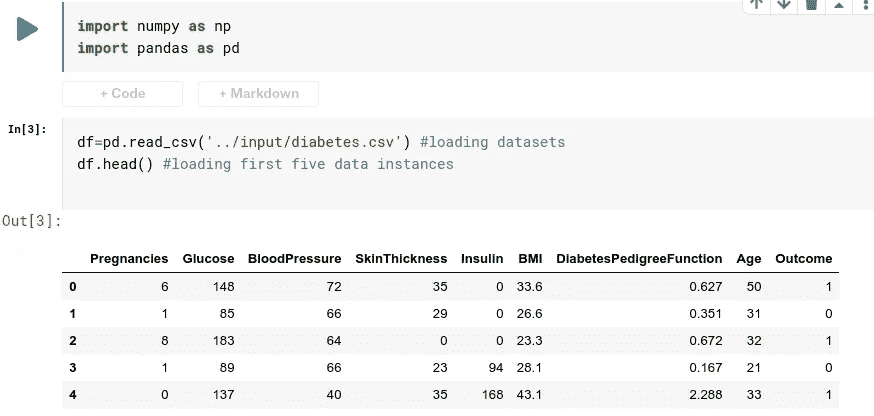 import numpy as np
import pandas as pd
+ Code + Markdown
In[3]:
df=pd.read_csv('../input/diabetes.csv') #loading datasets
df.head() #loading first five data instances
Out[3]:
Pregnancies Glucose BloodPressure SkinThickness Insulin BMI DiabetesPedigreeFunction Age Outcome
0 6 148 72 35 0 33.6 0.627 50 1
1 1 85 66 29 0 26.6 0.351 31 0
2 8 183 64 0 0 23.3 0.672 32 1
3 1 89 66 23 94 28.1 0.167 21 0
4 0 137 40 35 168 43.1 2.288 33 1